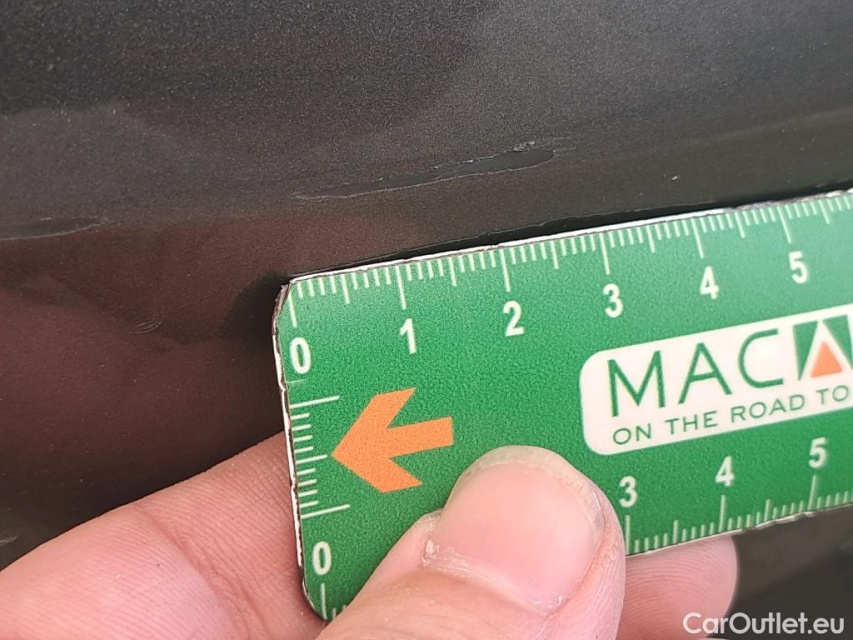 0 1 2 3 4 5
MAC
ON THE ROAD TO
0 3 4 5
CarOutlet.eu